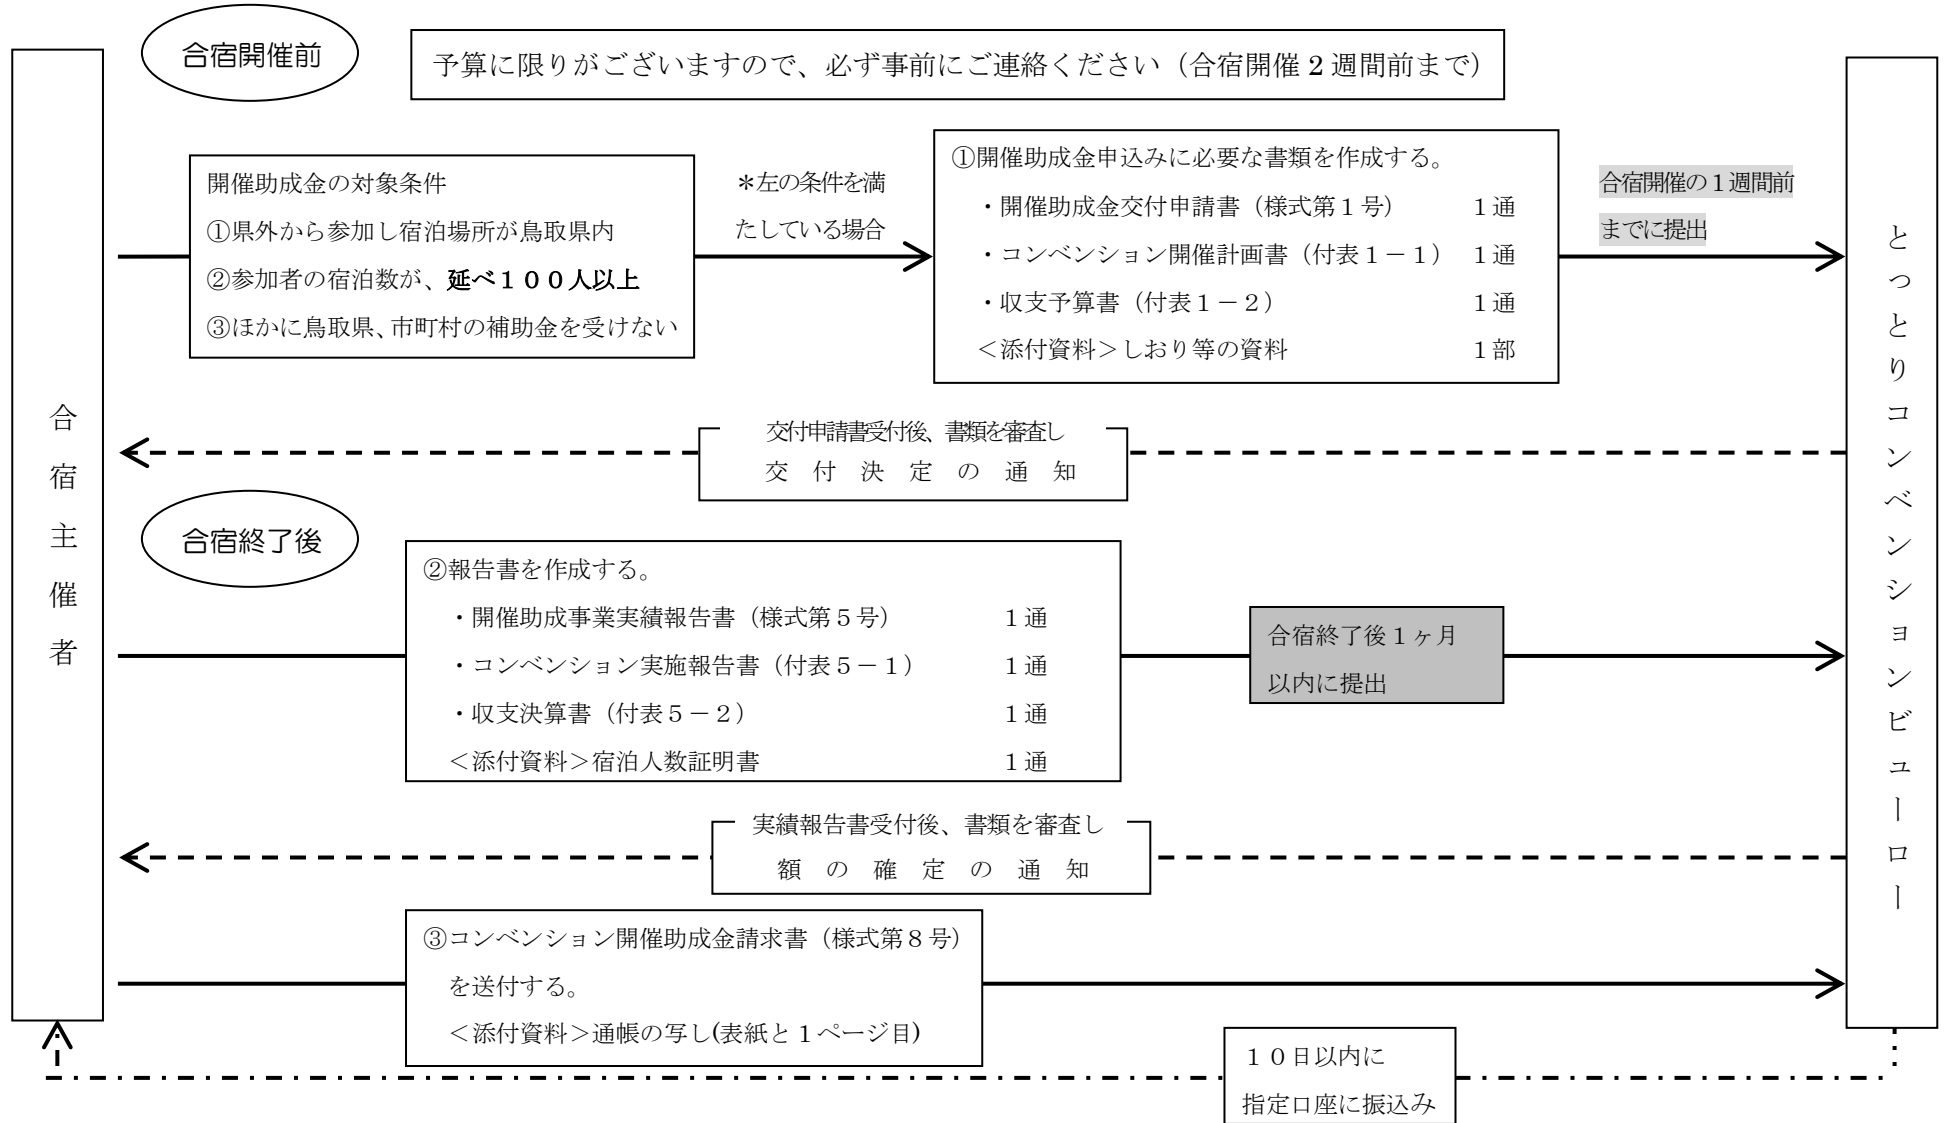 合宿開催前
予算に限りがございますので、必ず事前にご連絡ください（合宿開催２週間前まで）
合宿主催者
開催助成金の対象条件
①県外から参加し宿泊場所が鳥取県内
②参加者の宿泊数が、延べ１００人以上
③ほかに鳥取県、市町村の補助金を受けない
＊左の条件を満
たしている場合
①開催助成金申込みに必要な書類を作成する。
・開催助成金交付申請書（様式第１号） １通
・コンベンション開催計画書（付表１－１） １通
・収支予算書（付表１－２） １通
＜添付資料＞しおり等の資料 １部
合宿開催の１週間前
までに提出
とっとりコンベンションビューロー
交付申請書受付後、書類を審査し
交付決定の通知
合宿終了後
②報告書を作成する。
・開催助成事業実績報告書（様式第５号） １通
・コンベンション実施報告書（付表５－１） １通
・収支決算書（付表５－２） １通
＜添付資料＞宿泊人数証明書 １通
合宿終了後１ヶ月
以内に提出
実績報告書受付後、書類を審査し
額の確定の通知
③コンベンション開催助成金請求書（様式第８号）
を送付する。
＜添付資料＞通帳の写し(表紙と１ページ目)
１０日以内に
指定口座に振込み